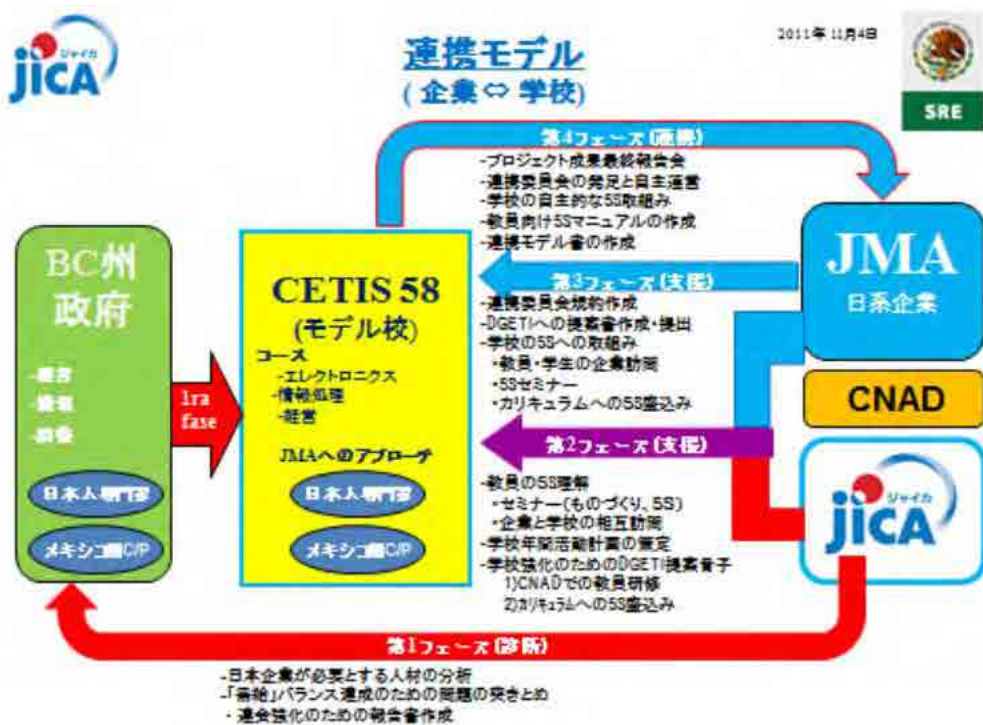 ジャイカ
JICA
連携モデル
(企業⇔学校)
2011年 11月4日
SRE
第4フェーズ(連携)
-プロジェクト成果最終報告会
-連携委員会の発足と自主運営
-学校の自主的な5S取組み
-教員向け5Sマニュアルの作成
-連携モデル書の作成
BC州
政府
-経営
1ra
fase
日本人専門家
メキシコ側C/P
CETIS 58
(モデル校)
コース
-エレクトロニクス
-情報処理
-経営
JMAへのアプローチ
日本人専門家
メキシコ側C/P
第3フェーズ(支援)
-連携委員会規約作成
-DGETIへの提案書作成・提出
-学校の5Sへの取組み
・教員・学生の企業訪問
・5Sセミナー
・カリキュラムへの5S盛込み
第2フェーズ(支援)
-教員の5S理解
・セミナー(ものづくり、5S)
・企業と学校の相互訪問
-学校年間活動計画の策定
-学校強化のためのDGETI提案骨子
1)CNADでの教員研修
2)カリキュラムへの5S盛込み
JMA
日系企業
CNAD
ジャイカ
JICA
第1フェーズ(診断)
-日本企業が必要とする人材の分析
-「需給」バランス達成のための問題の突きとめ
・連会強化のための報告書作成